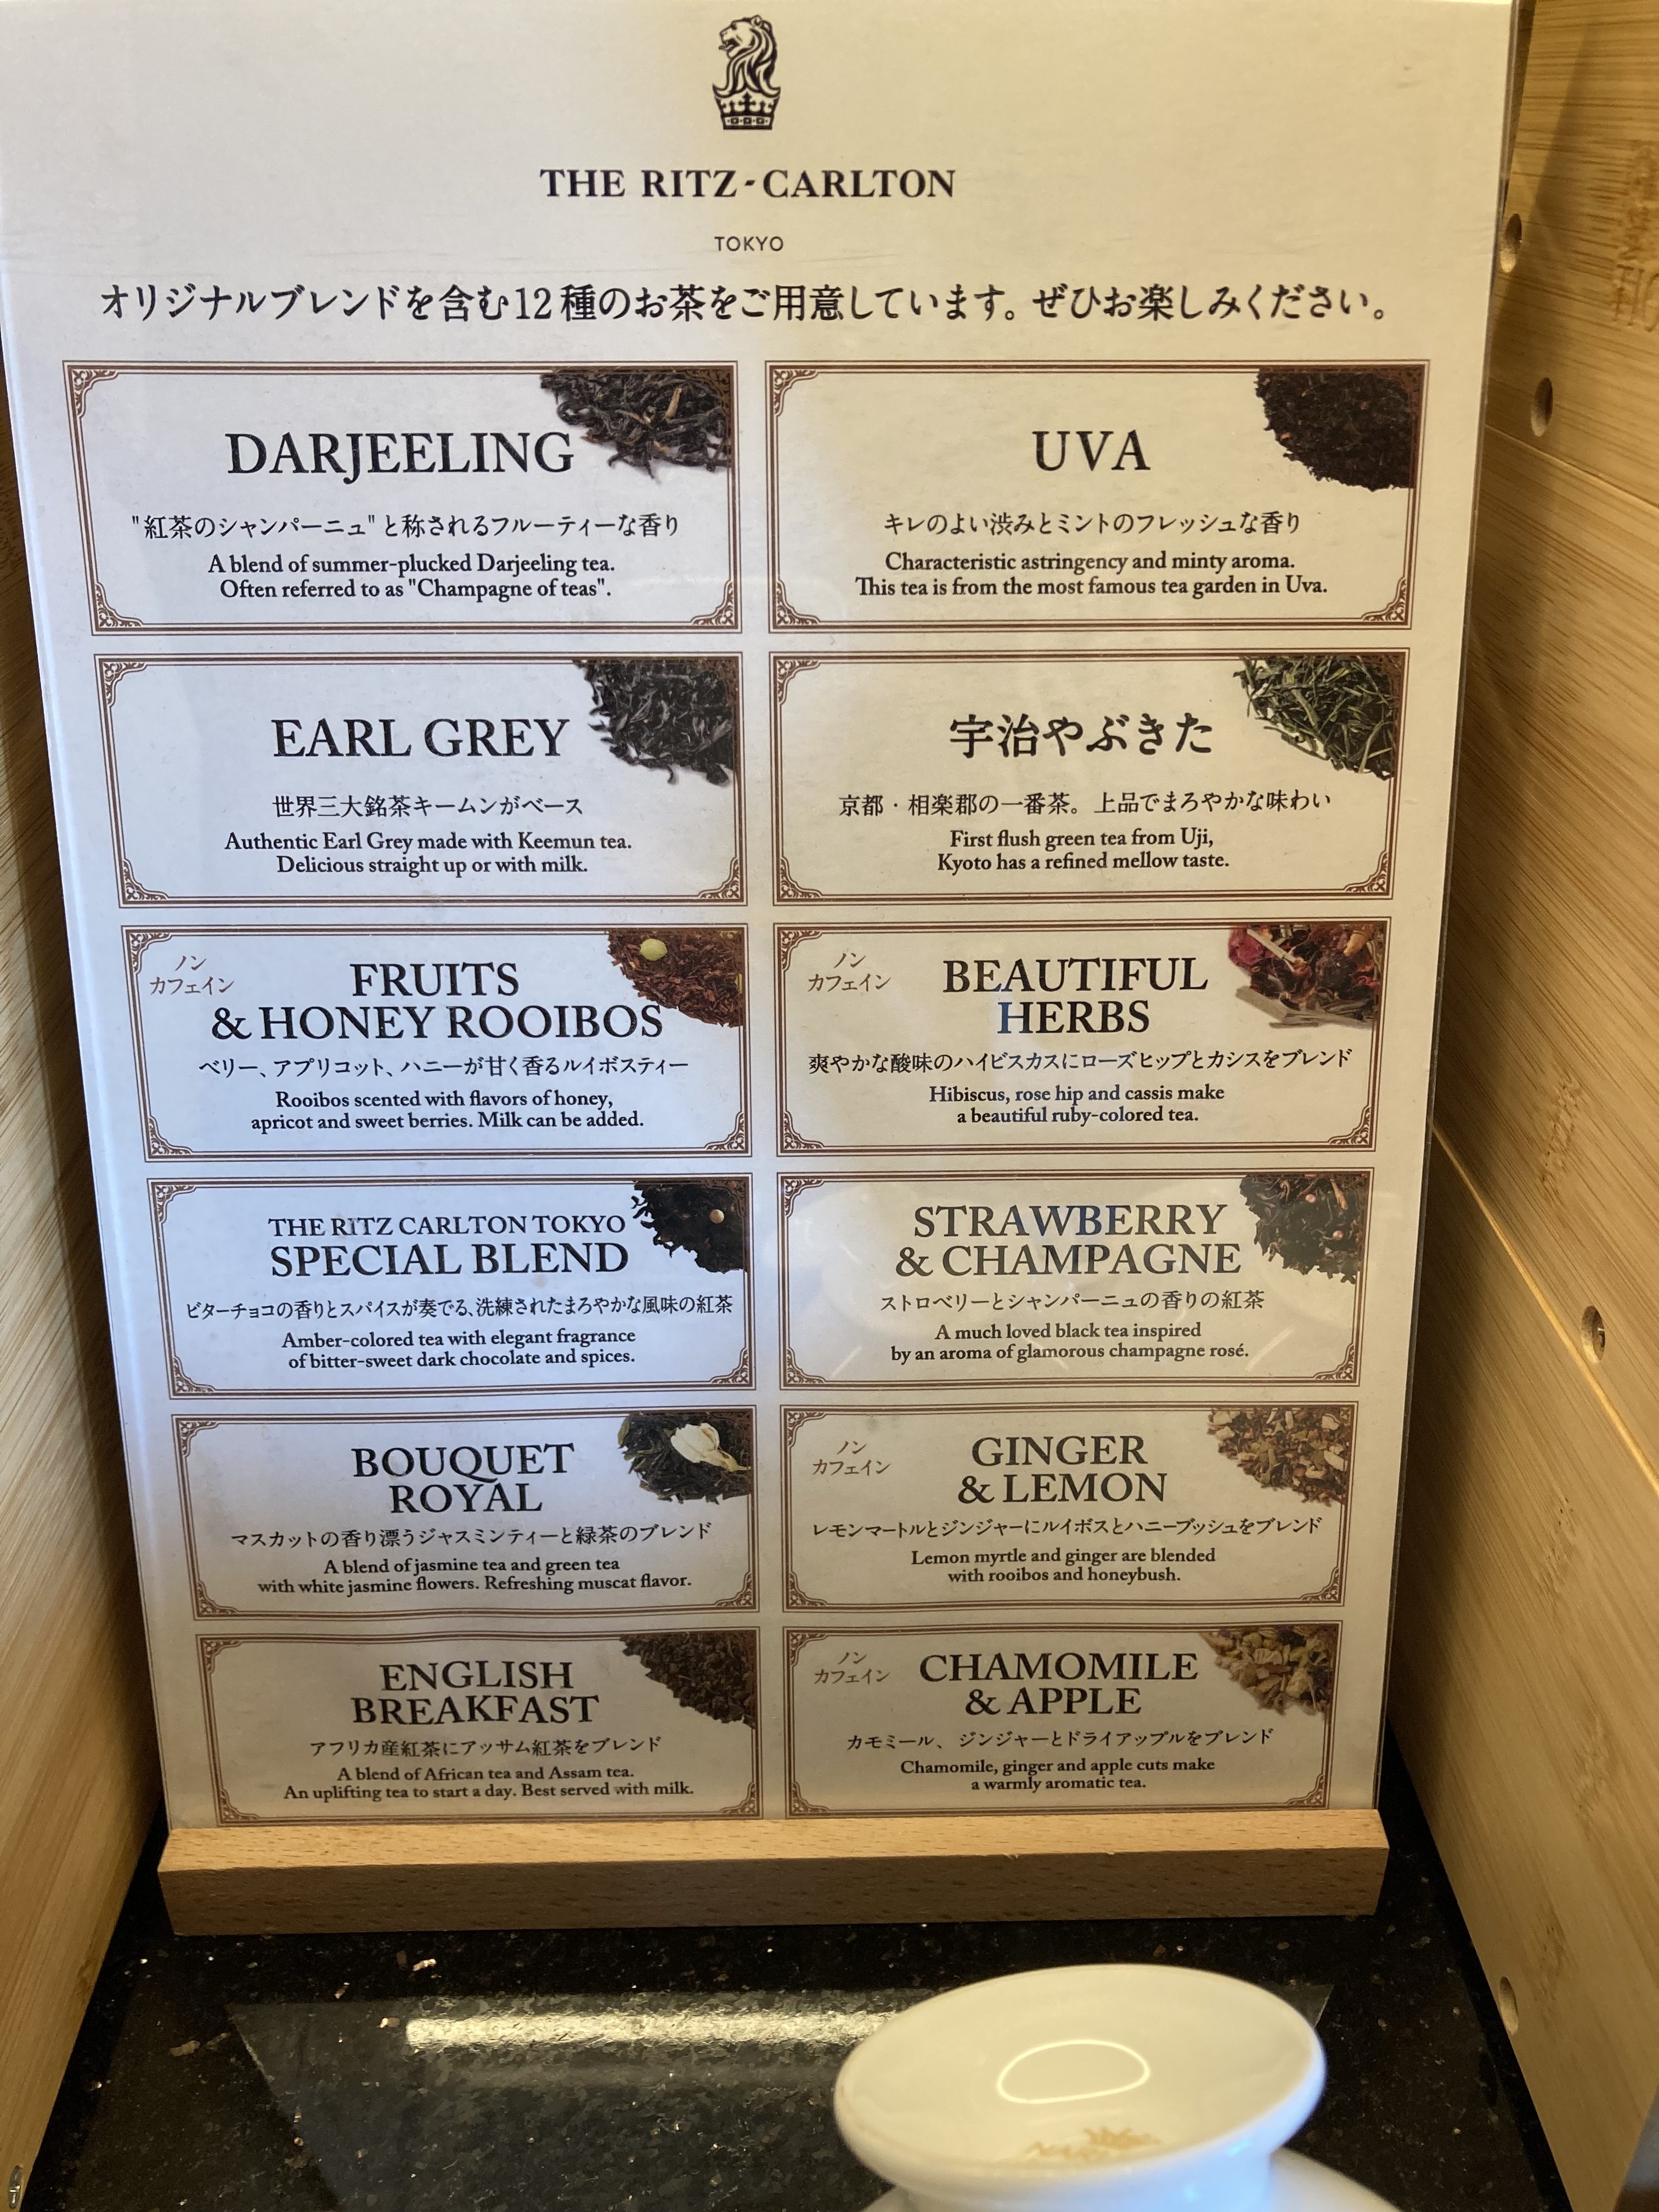 THE RITZ-CARLTON
TOKYO
オリジナルブレンドを含む12種のお茶をご用意しています。ぜひお楽しみください。
DARJEELING
"紅茶のシャンパーニュ"と称されるフルーティーな香り
A blend of summer-plucked Darjeeling tea.
Often referred to as "Champagne of teas".
UVA
キレのよい渋みとミントのフレッシュな香り
Characteristic astringency and minty aroma.
This tea is from the most famous tea garden in Uva.
EARL GREY
世界三大銘茶キームンがベース
Authentic Earl Grey made with Keemun tea.
Delicious straight up or with milk.
宇治やぶきた
京都・相楽郡の一番茶。上品でまろやかな味わい
First flush green tea from Uji,
Kyoto has a refined mellow taste.
ノン
カフェイン
FRUITS
& HONEY ROOIBOS
ベリー、アプリコット、ハニーが甘く香るルイボスティー
Rooibos scented with flavors of honey,
apricot and sweet berries. Milk can be added.
ノン
カフェイン
BEAUTIFUL
HERBS
爽やかな酸味のハイビスカスにローズヒップとカシスをブレンド
Hibiscus, rose hip and cassis make
a beautiful ruby-colored tea.
THE RITZ CARLTON TOKYO
SPECIAL BLEND
ビターチョコの香りとスパイスが奏でる、洗練されたまろやかな風味の紅茶
Amber-colored tea with elegant fragrance
of bitter-sweet dark chocolate and spices.
STRAWBERRY
& CHAMPAGNE
ストロベリーとシャンパーニュの香りの紅茶
A much loved black tea inspired
by an aroma of glamorous champagne rosé.
BOUQUET
ROYAL
マスカットの香り漂うジャスミンティーと緑茶のブレンド
A blend of jasmine tea and green tea
with white jasmine flowers. Refreshing muscat flavor.
ノン
カフェイン
GINGER
& LEMON
レモンマートルとジンジャーにルイボスとハニーブッシュをブレンド
Lemon myrtle and ginger are blended
with rooibos and honeybush.
ENGLISH
BREAKFAST
アフリカ産紅茶にアッサム紅茶をブレンド
A blend of African tea and Assam tea.
An uplifting tea to start a day. Best served with milk.
ノン
カフェイン
CHAMOMILE
& APPLE
カモミール、ジンジャーとドライアップルをブレンド
Chamomile, ginger and apple cuts make
a warmly aromatic tea.